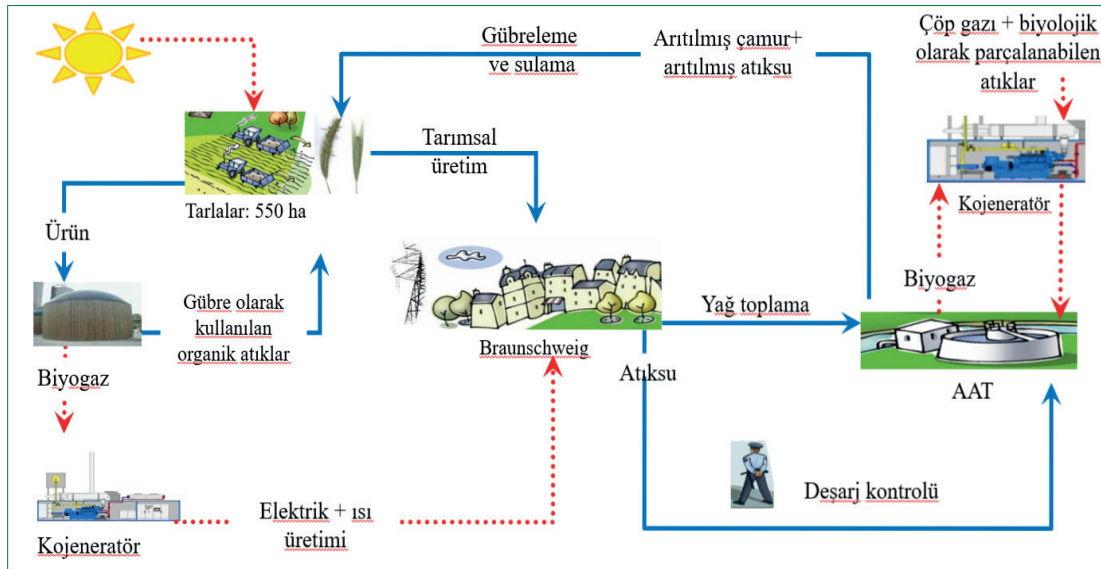 Gübreleme
ve sulama
Arıtılmış çamur+
arıtılmış atıksu
Çöp gazı + biyolojik
olarak parçalanabilen
atıklar
Tarımsal
üretim
Tarlalar: 550 ha
Kojeneratör
Ürün
Gübre olarak
kullanılan
organik atıklar
Biyogaz
Yağ toplama
Braunschweig
Atıksu
AAT
Biyogaz
Deşarj kontrolü
Elektrik + ısı
üretimi
Kojeneratör